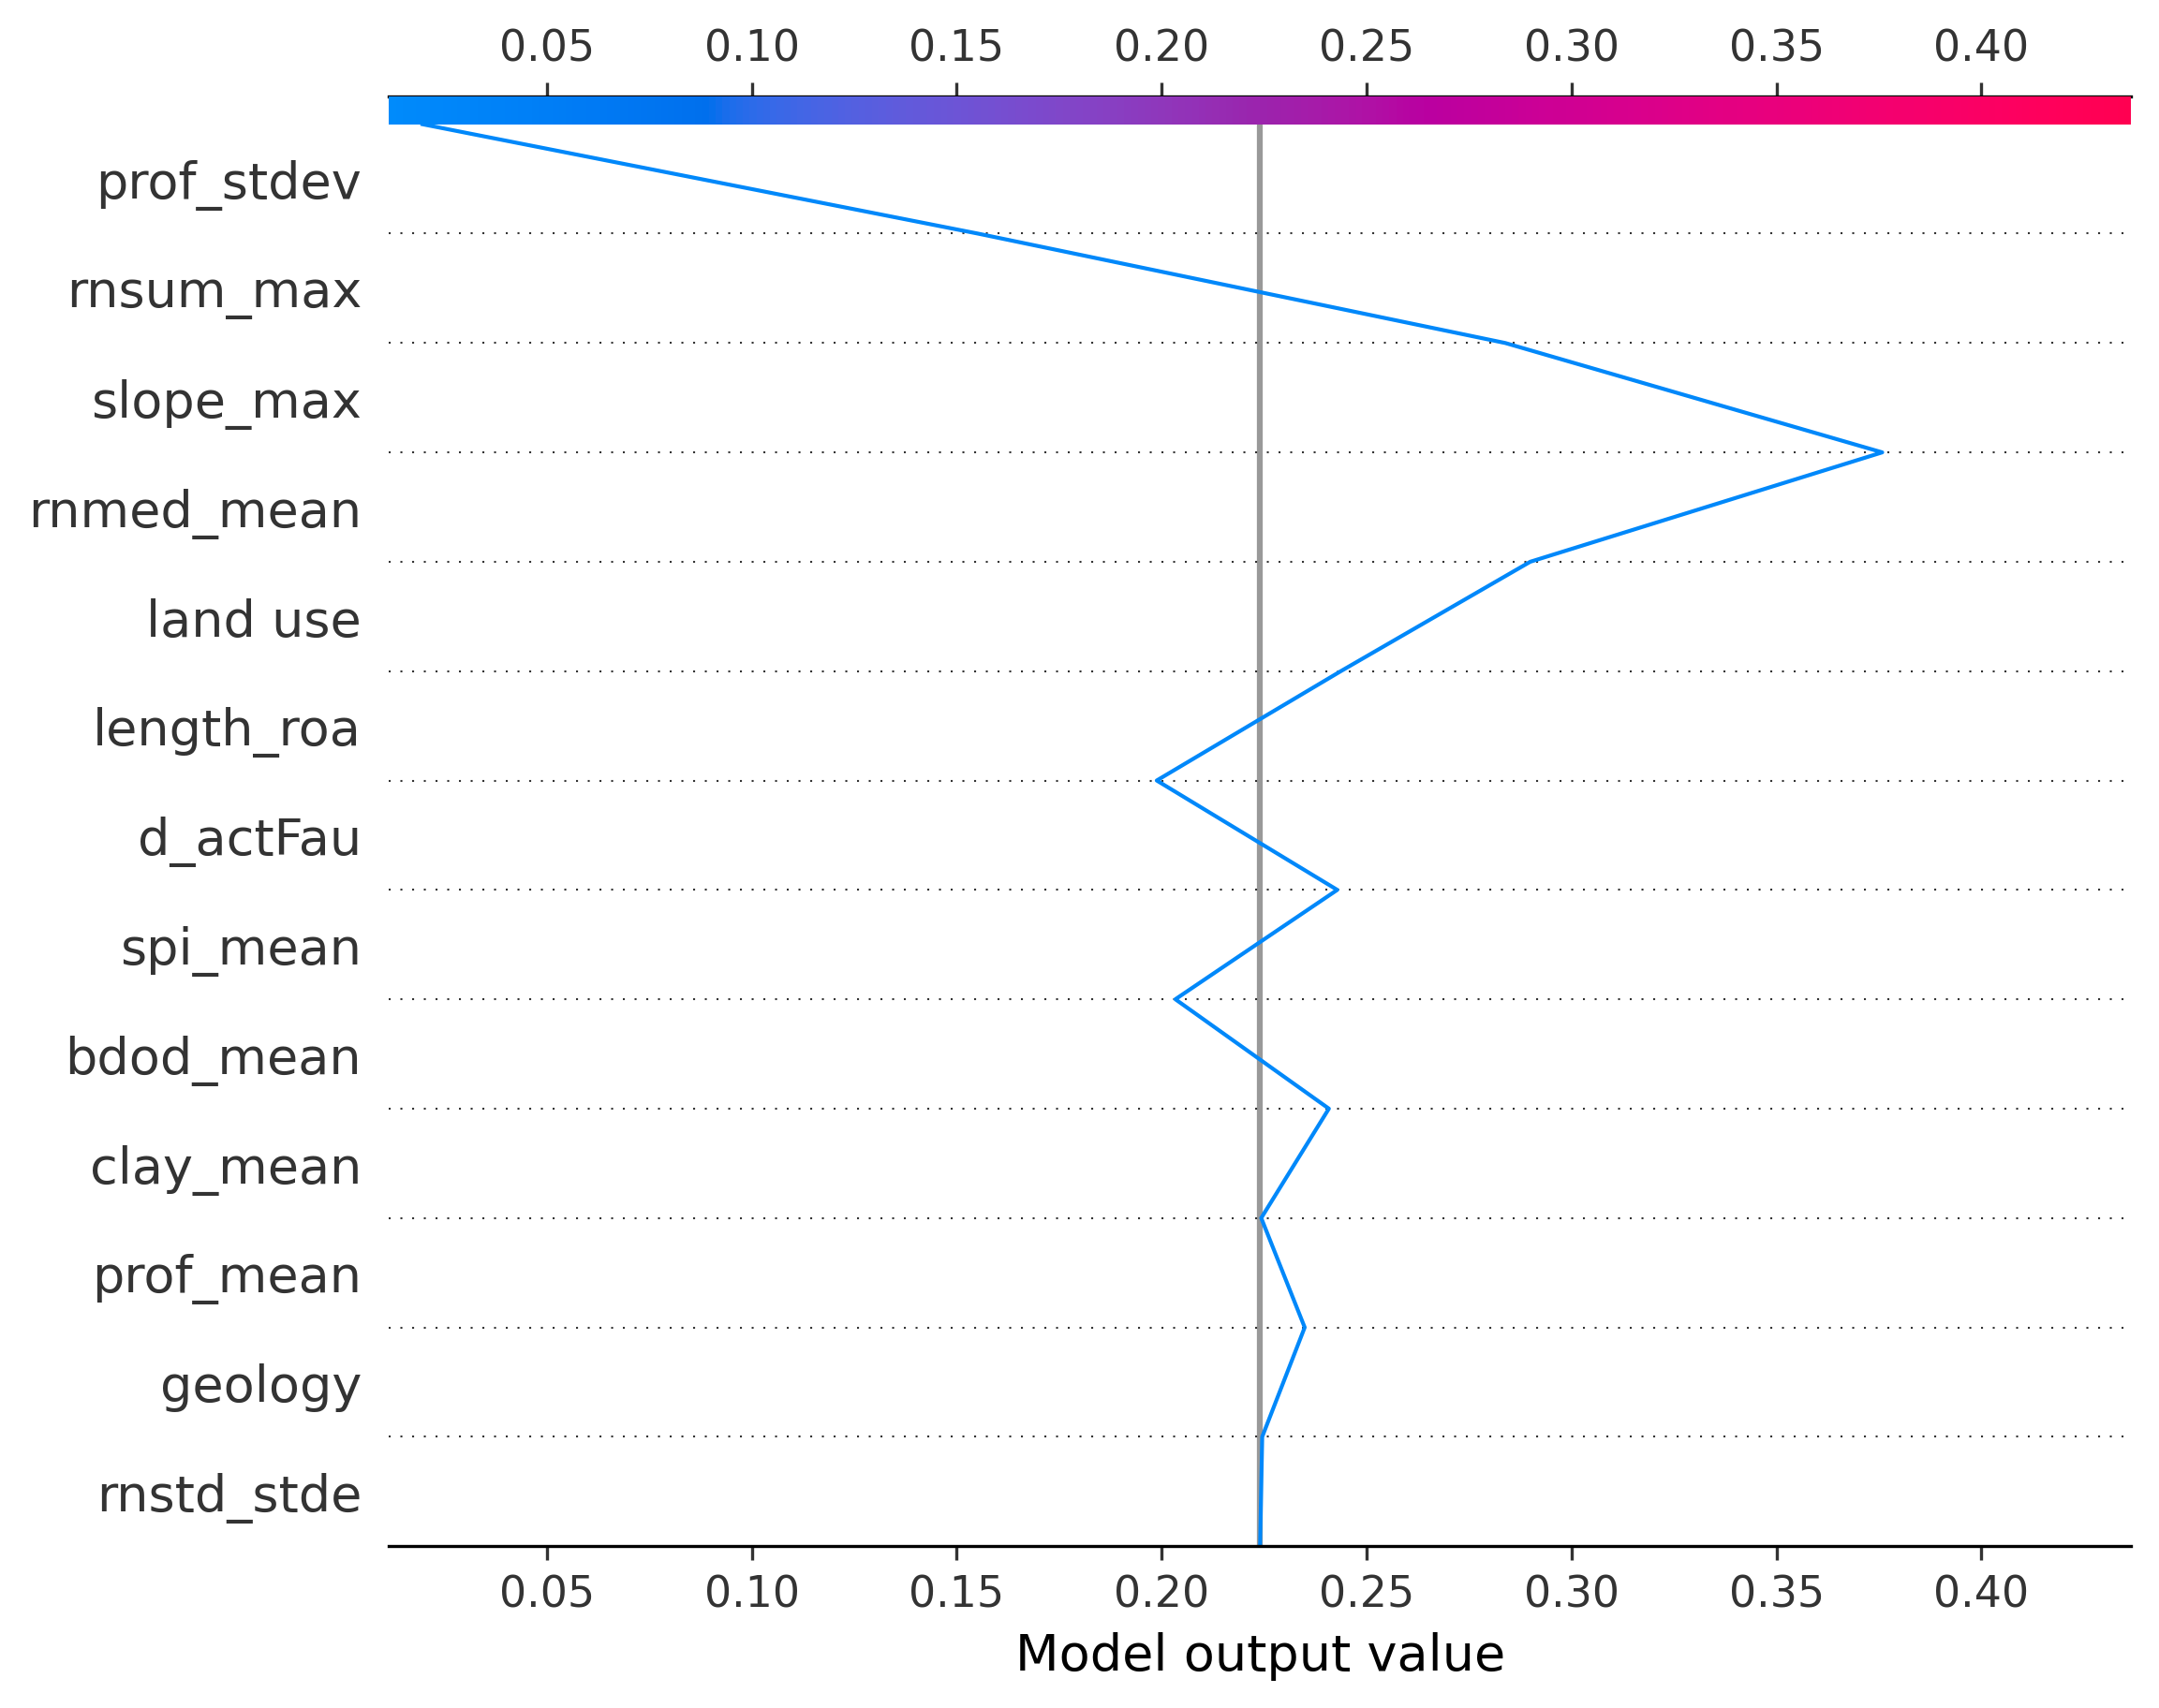 0.05 0.10 0.15 0.20 0.25 0.30 0.35 0.40
prof_stdev
rnsum_max
slope_max
rnmed_mean
land use
length_roa
d_actFau
spi_mean
bdod_mean
clay_mean
prof_mean
geology
rnstd_stde
0.05 0.10 0.15 0.20 0.25 0.30 0.35 0.40
Model output value